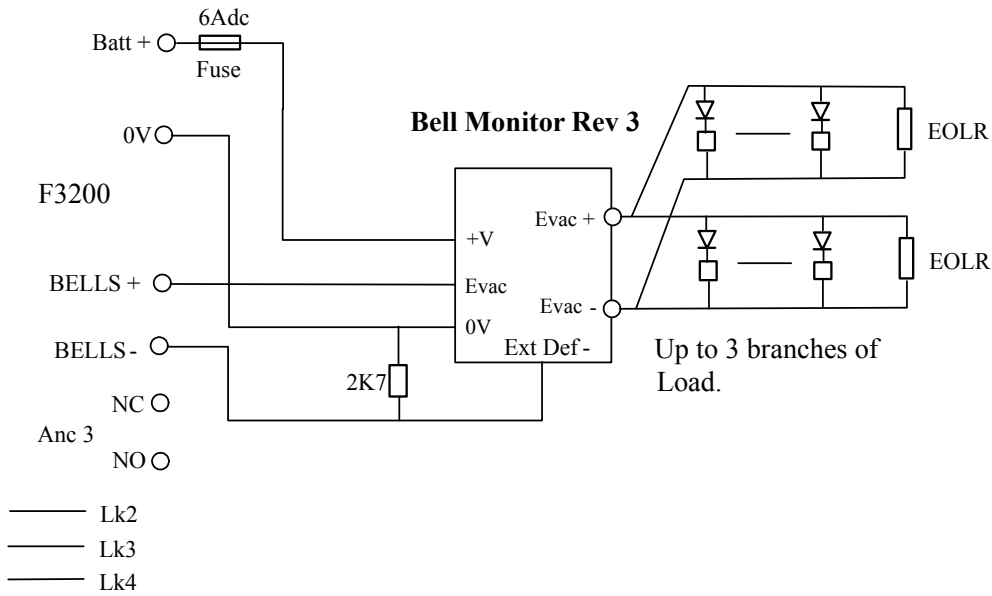 6Adc
Batt +
Fuse
Bell Monitor Rev 3
0V
EOLR
F3200
Evac +
+V
EOLR
BELLS +
Evac
Evac -
0V
BELLS -
Ext Def -
Up to 3 branches of
Load.
2K7
NC
Anc 3
NO
Lk2
Lk3
Lk4